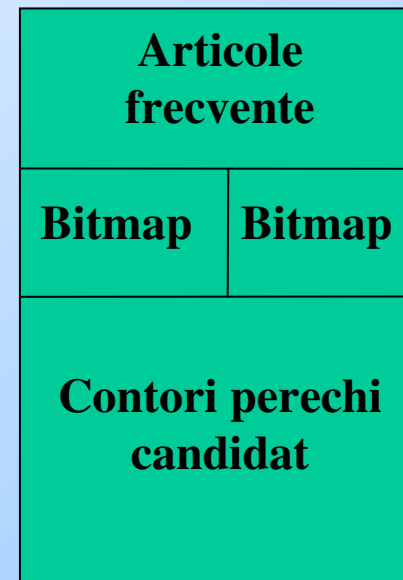 Articole
frecvente
Bitmap Bitmap
Contori perechi
candidat